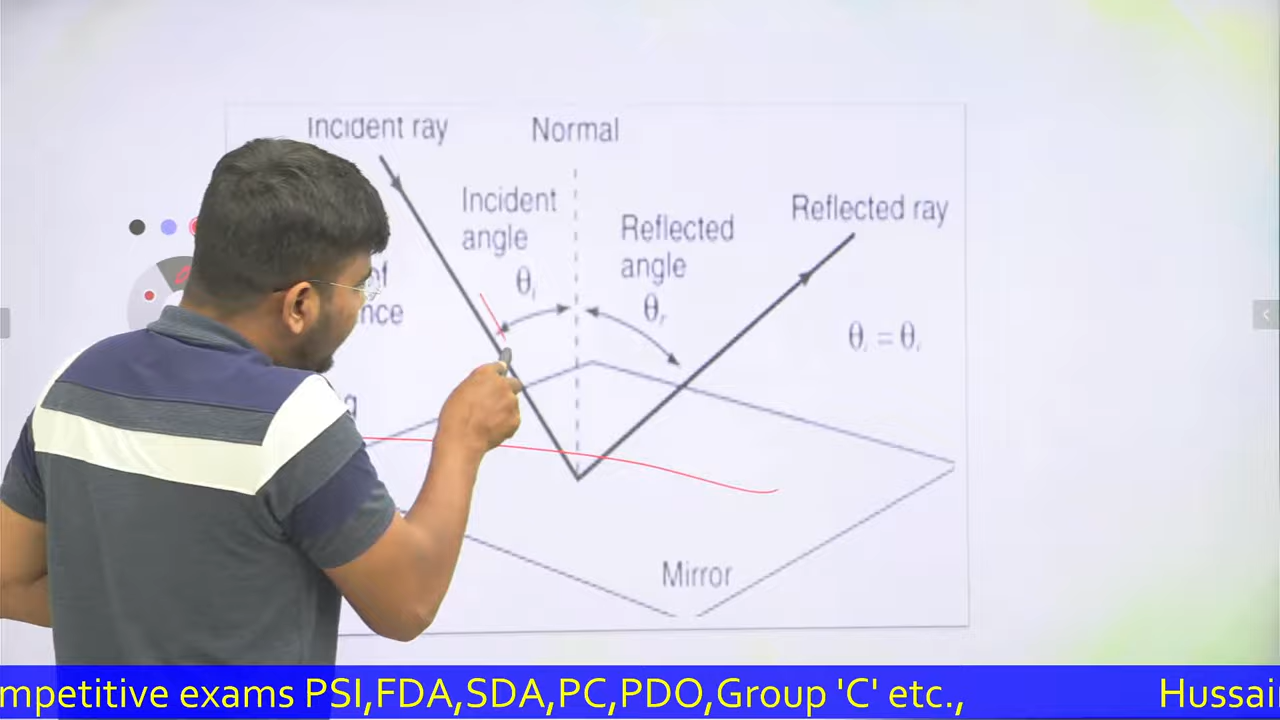 Incident ray
Normal
Incident
angle
θi
Reflected
angle
θr
Reflected ray
of
θi = θr
Mirror
mpetitive exams PSI,FDA,SDA,PC,PDO,Group 'C' etc.,
Hussai